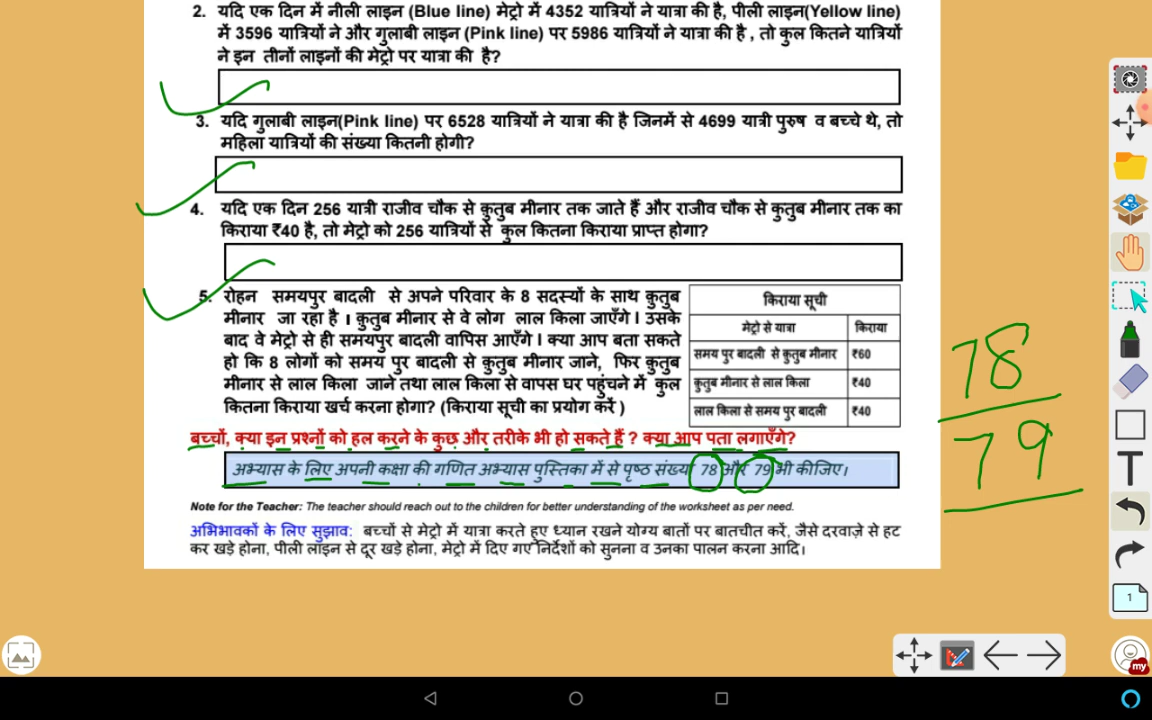 2. यदि एक दिन में नीली लाइन (Blue line) मेट्रो में 4352 यात्रियों ने यात्रा की है, पीली लाइन(Yellow line)
में 3596 यात्रियों ने और गुलाबी लाइन (Pink line) पर 5986 यात्रियों ने यात्रा की है , तो कुल कितने यात्रियों
ने इन तीनों लाइनों की मेट्रो पर यात्रा की है?
3. यदि गुलाबी लाइन(Pink line) पर 6528 यात्रियों ने यात्रा की है जिनमें से 4699 यात्री पुरुष व बच्चे थे, तो
महिला यात्रियों की संख्या कितनी होगी?
4. यदि एक दिन 256 यात्री राजीव चौक से क़ुतुब मीनार तक जाते हैं और राजीव चौक से कुतुब मीनार तक का
किराया ₹40 है, तो मेट्रो को 256 यात्रियों से कुल कितना किराया प्राप्त होगा?
5. रोहन समयपुर बादली से अपने परिवार के 8 सदस्यों के साथ क़ुतुब
मीनार जा रहा है। क़ुतुब मीनार से वे लोग लाल किला जाएँगे। उसके
बाद वे मेट्रो से ही समयपुर बादली वापिस आएँगे। क्या आप बता सकते
हो कि 8 लोगों को समय पुर बादली से क़ुतुब मीनार जाने, फिर क़ुतुब
मीनार से लाल किला जाने तथा लाल किला से वापस घर पहुंचने में कुल
कितना किराया खर्च करना होगा? (किराया सूची का प्रयोग करें )
किराया सूची
मेट्रो से यात्रा किराया
समय पुर बादली से क़ुतुब मीनार ₹60
क़ुतुब मीनार से लाल किला ₹40
लाल किला से समय पुर बादली ₹40
78
79
बच्चों, क्या इन प्रश्नों को हल करने के कुछ और तरीके भी हो सकते हैं ? क्या आप पता लगाएँगे?
अभ्यास के लिए अपनी कक्षा की गणित अभ्यास पुस्तिका में से पृष्ठ संख्या 78 और 79 भी कीजिए।
Note for the Teacher: The teacher should reach out to the children for better understanding of the worksheet as per need.
अभिभावकों के लिए सुझाव: बच्चों से मेट्रो में यात्रा करते हुए ध्यान रखने योग्य बातों पर बातचीत करें, जैसे दरवाज़े से हट
कर खड़े होना, पीली लाइन से दूर खड़े होना, मेट्रो में दिए गए निर्देशों को सुनना व उनका पालन करना आदि।
T
1
my